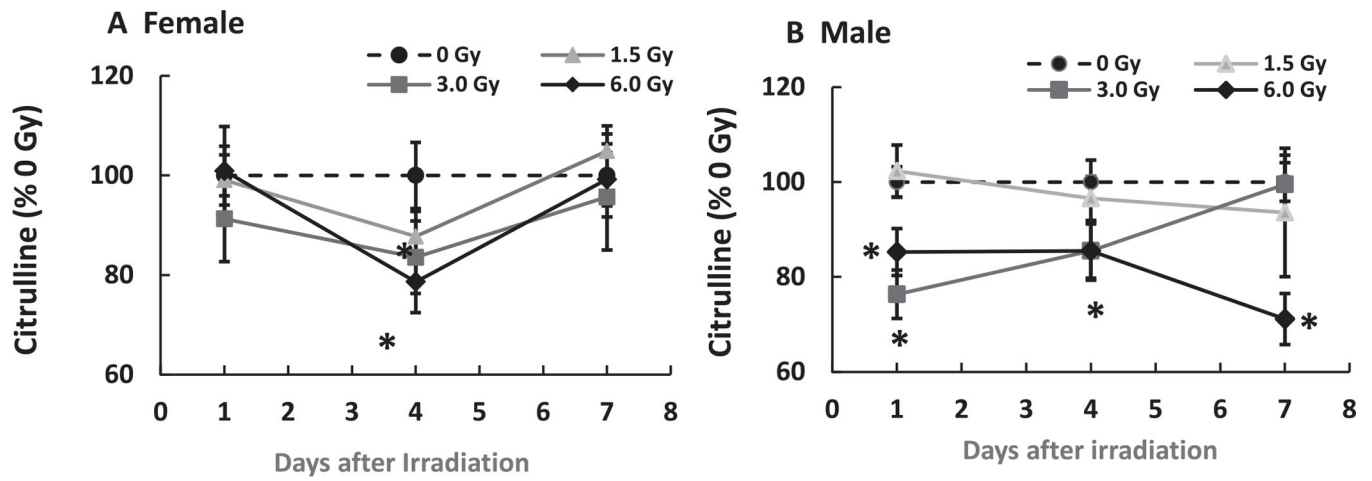 A Female
0 Gy 1.5 Gy
3.0 Gy 6.0 Gy
Citrulline (% 0 Gy)
120
100
80
60
0 1 2 3 4 5 6 7 8
Days after Irradiation
*
*
B Male
0 Gy 1.5 Gy
3.0 Gy 6.0 Gy
Citrulline (% 0 Gy)
120
100
80
60
0 1 2 3 4 5 6 7 8
Days after irradiation
*
*
*
*